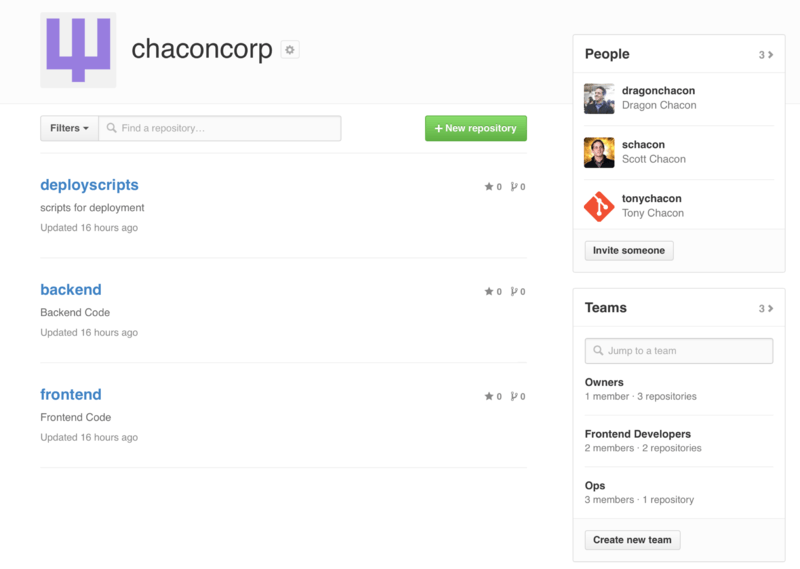 chaconcorp
Filters
Find a repository…
New repository
deployscripts
0 0
scripts for deployment
Updated 16 hours ago
backend
0 0
Backend Code
Updated 16 hours ago
frontend
0 0
Frontend Code
Updated 16 hours ago
People 3
dragonchacon
Dragon Chacon
schacon
Scott Chacon
tonychacon
Tony Chacon
Invite someone
Teams 3
Jump to a team
Owners
1 member · 3 repositories
Frontend Developers
2 members · 2 repositories
Ops
3 members · 1 repository
Create new team